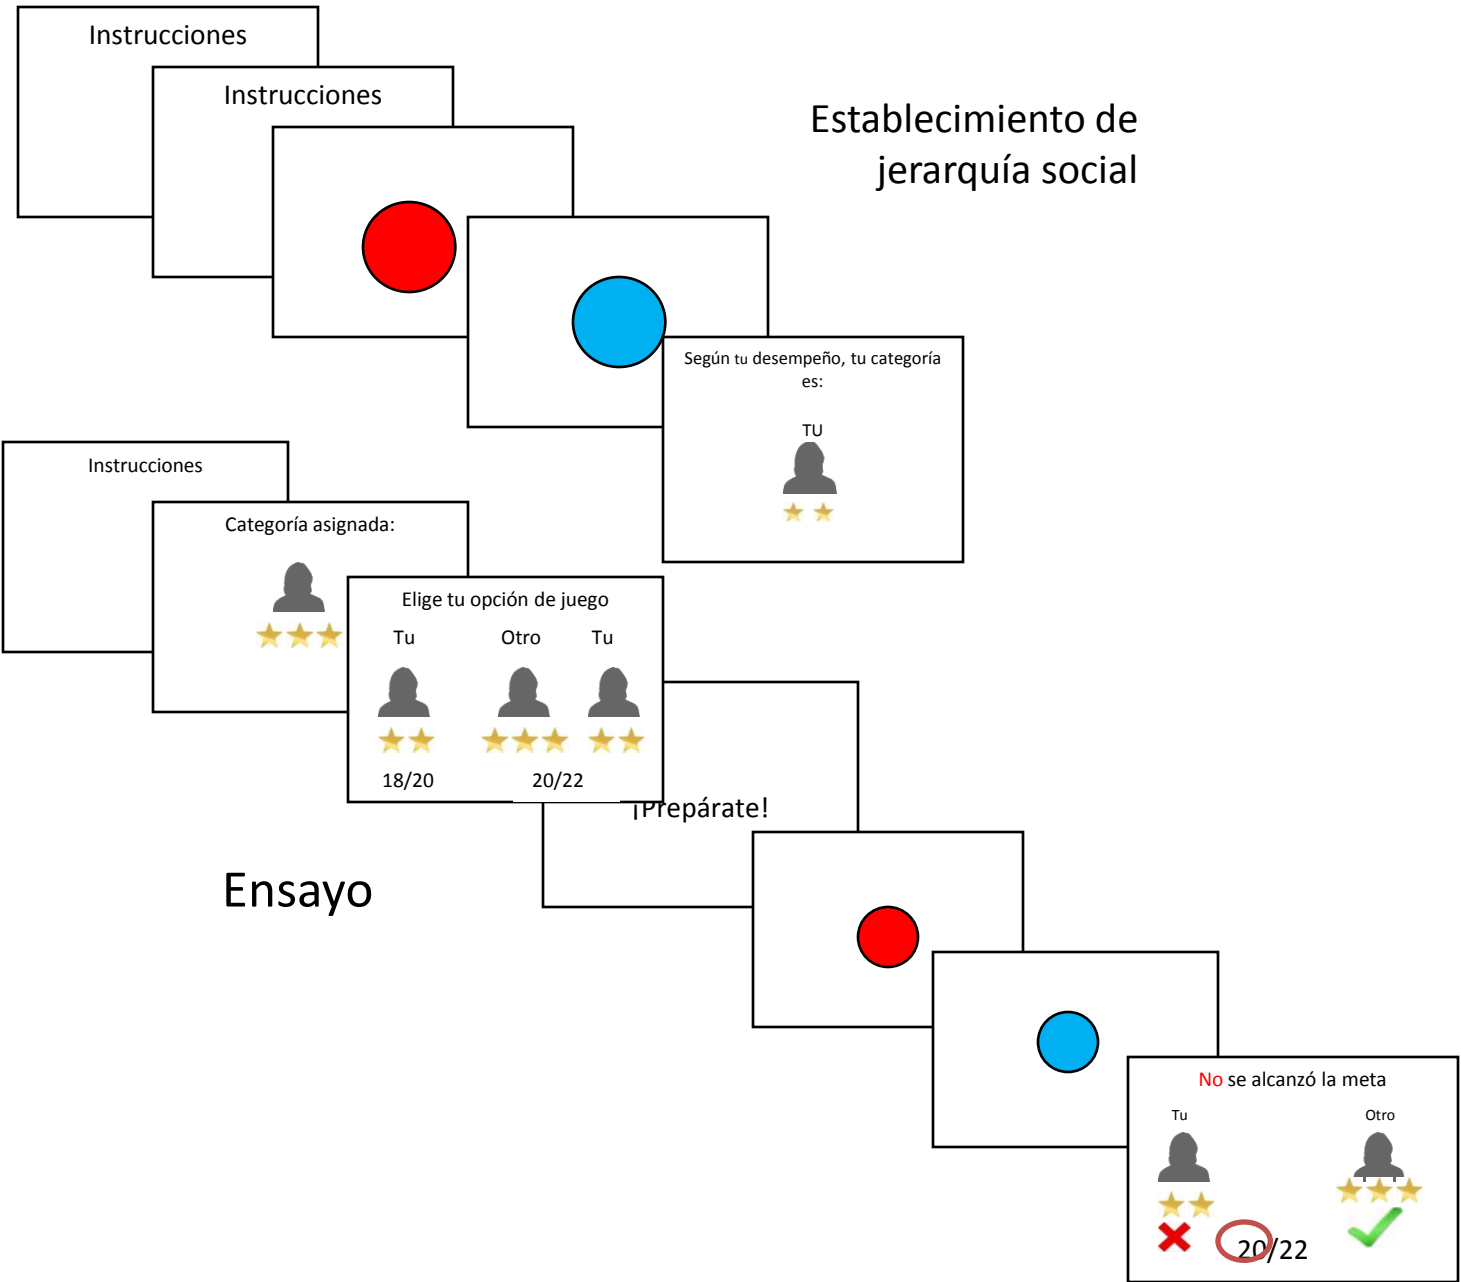 Instrucciones
Instrucciones
Establecimiento de
jerarquía social
Según tu desempeño, tu categoría
es:
TU
Instrucciones
Categoría asignada:
Elige tu opción de juego
Tu Otro Tu
18/20 20/22
¡Prepárate!
Ensayo
No se alcanzó la meta
Tu Otro
20/22